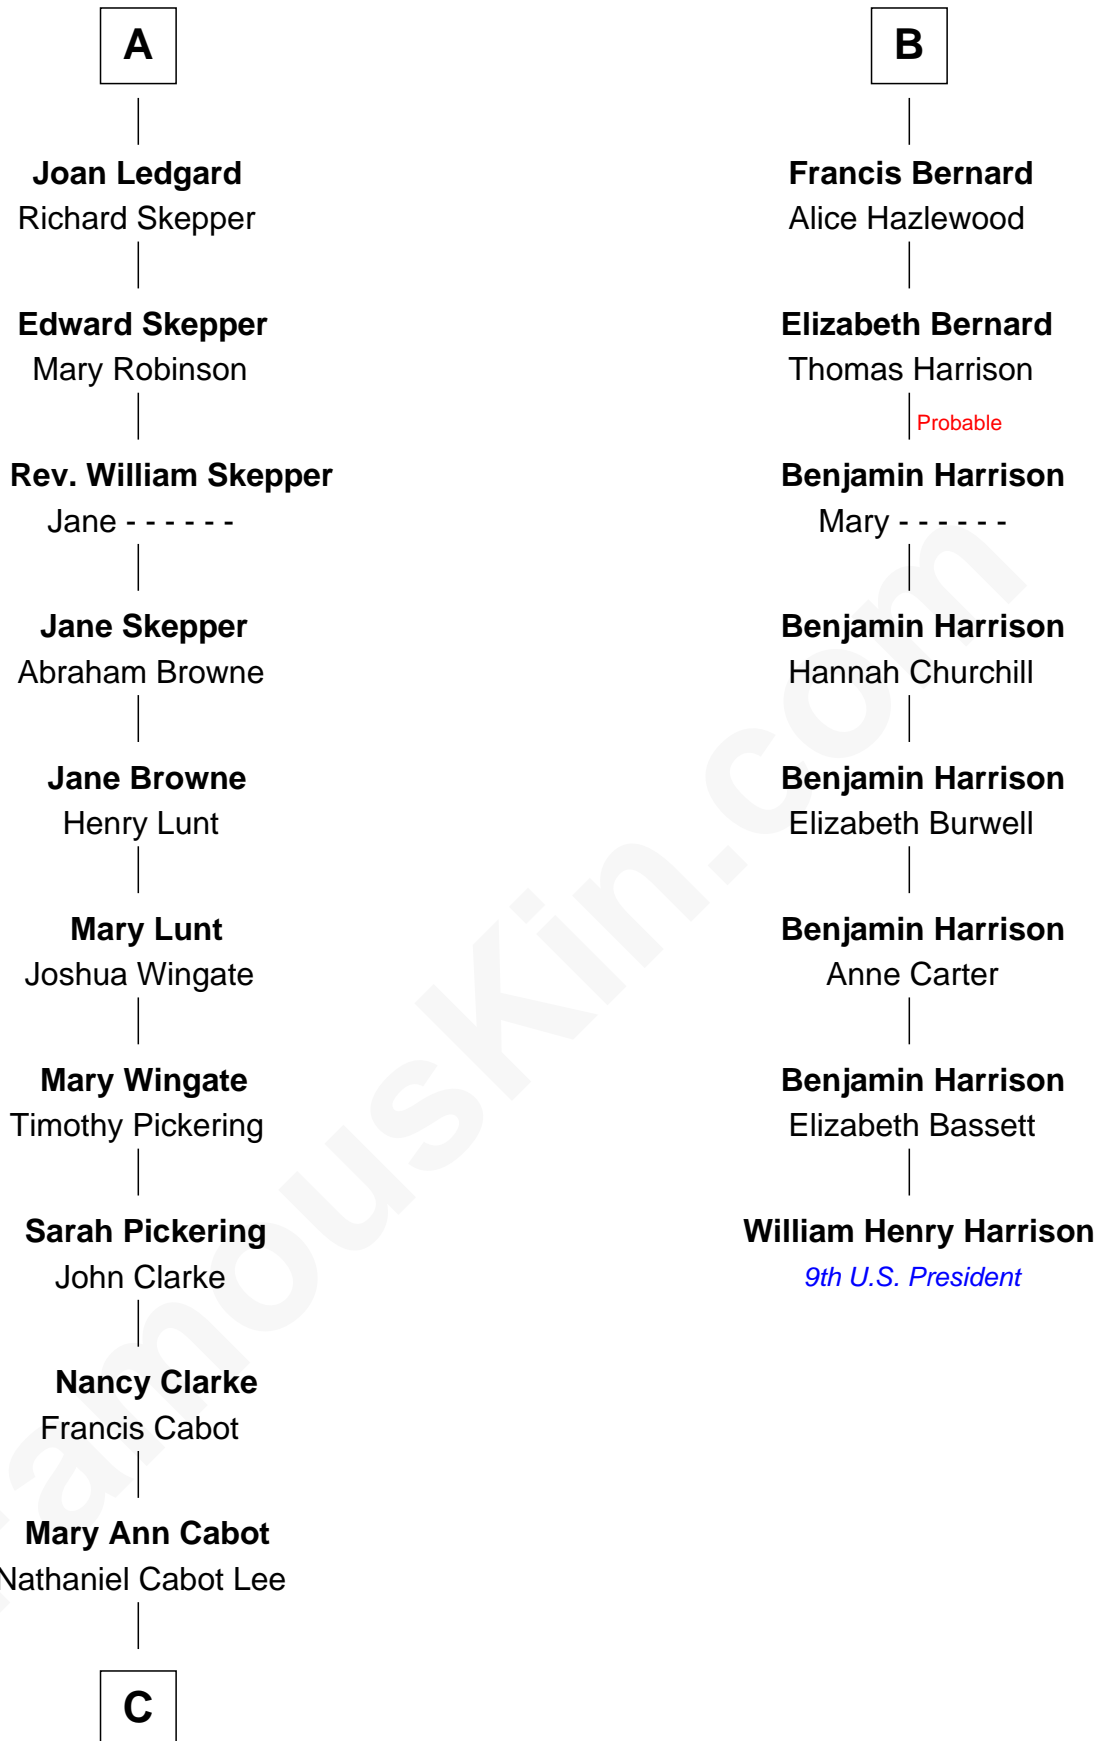 A
Joan Ledgard
Richard Skepper
Edward Skepper
Mary Robinson
Rev. William Skepper
Jane - - - - - -
Jane Skepper
Abraham Browne
Jane Browne
Henry Lunt
Mary Lunt
Joshua Wingate
Mary Wingate
Timothy Pickering
Sarah Pickering
John Clarke
Nancy Clarke
Francis Cabot
Mary Ann Cabot
Nathaniel Cabot Lee
C
B
Francis Bernard
Alice Hazlewood
Elizabeth Bernard
Thomas Harrison
Probable
Benjamin Harrison
Mary - - - - - -
Benjamin Harrison
Hannah Churchill
Benjamin Harrison
Elizabeth Burwell
Benjamin Harrison
Anne Carter
Benjamin Harrison
Elizabeth Bassett
William Henry Harrison
9th U.S. President
FamousKin.com